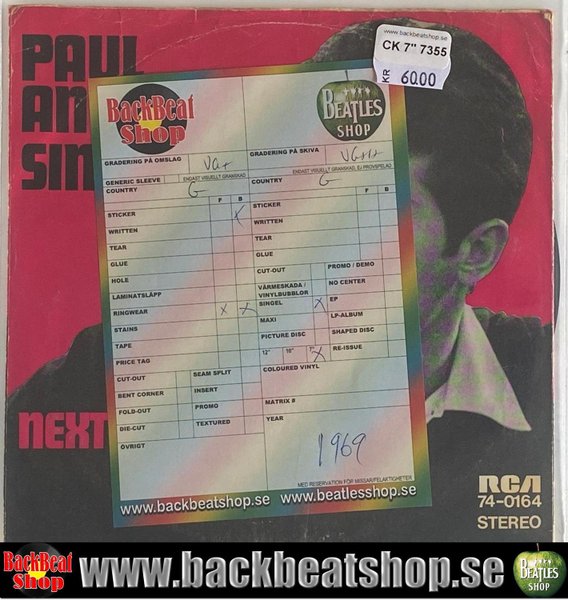 PAUL
AN
SIN
NEXT
www.backbeatshop.se
CK 7" 7355
KR 60.00
BackBeat Shop
BEATLES SHOP
GRADERING PÅ OMSLAG VG+
GRADERING PÅ SKIVA
GENERIC SLEEVE
ENDAST VISUELLT GRANSKAD
ENDAST VISUELLT GRANSKAD, EJ PROVSPELAD
COUNTRY G
COUNTRY G
F B
F B
STICKER X
STICKER
WRITTEN
WRITTEN
TEAR
TEAR
GLUE
GLUE
HOLE
CUT-OUT
PROMO / DEMO
LAMINATSLÄPP
VÄRMESKADA / VINYLBUBBLOR
NO CENTER
RINGWEAR X X
SINGEL X
EP
STAINS
MAXI
LP-ALBUM
TAPE
PICTURE DISC
SHAPED DISC
PRICE TAG
12" 10" 7" X
RE-ISSUE
CUT-OUT
SEAM SPLIT
COLOURED VINYL
BENT CORNER
INSERT
FOLD-OUT
PROMO
MATRIX #
DIE-CUT
TEXTURED
YEAR
ÖVRIGT
1969
MED RESERVATION FÖR MISSAR/FELAKTIGHETER
www.backbeatshop.se www.beatlesshop.se
RCA
74-0164
STEREO
BackBeat Shop
www.backbeatshop.se
BEATLES SHOP